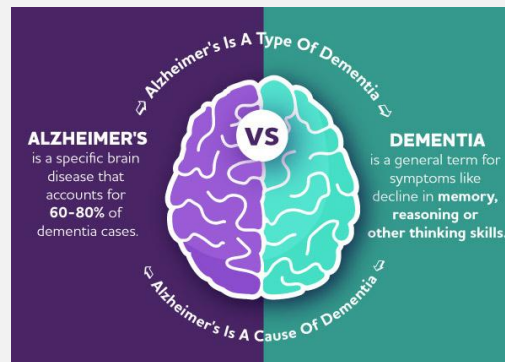 Alzheimer's Is A Type Of Dementia
VS
ALZHEIMER'S
is a specific brain
disease that
accounts for
60-80% of
dementia cases.
DEMENTIA
is a general term for
symptoms like
decline in memory,
reasoning or
other thinking skills.
Alzheimer's Is A Cause Of Dementia